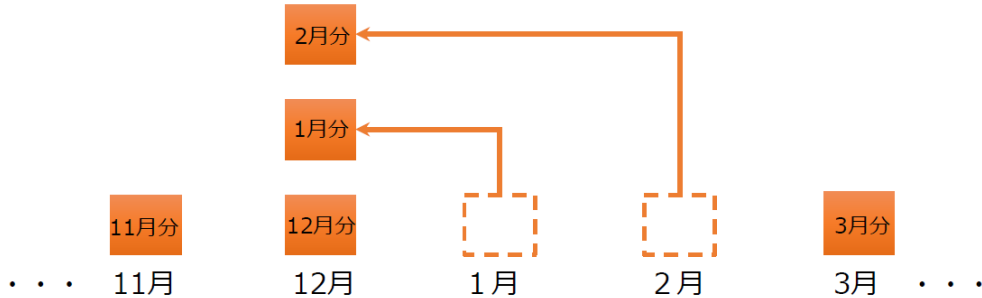 2月分
1月分
11月分 12月分 3月分
・・・ 11月 12月 1月 2月 3月 ・・・